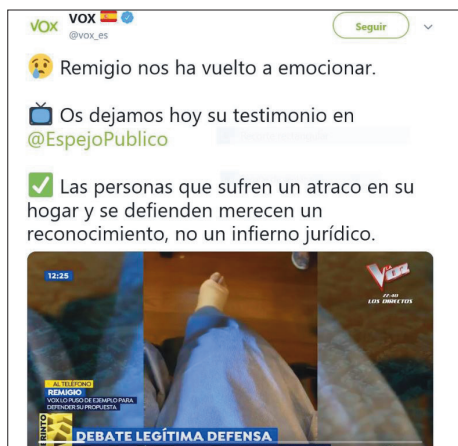 VOX
VOX
@vox_es
Seguir
Remigio nos ha vuelto a emocionar.
Os dejamos hoy su testimonio en
@EspejoPublico
Las personas que sufren un atraco en su
hogar y se defienden merecen un
reconocimiento, no un infierno jurídico.
12:25
La Voz
22:40
LOS DIRECTOS
AL TELÉFONO
REMIGIO
VOX LO PUSO DE EJEMPLO PARA
DEFENDER SU PROPUESTA
RINTO
DEBATE LEGÍTIMA DEFENSA